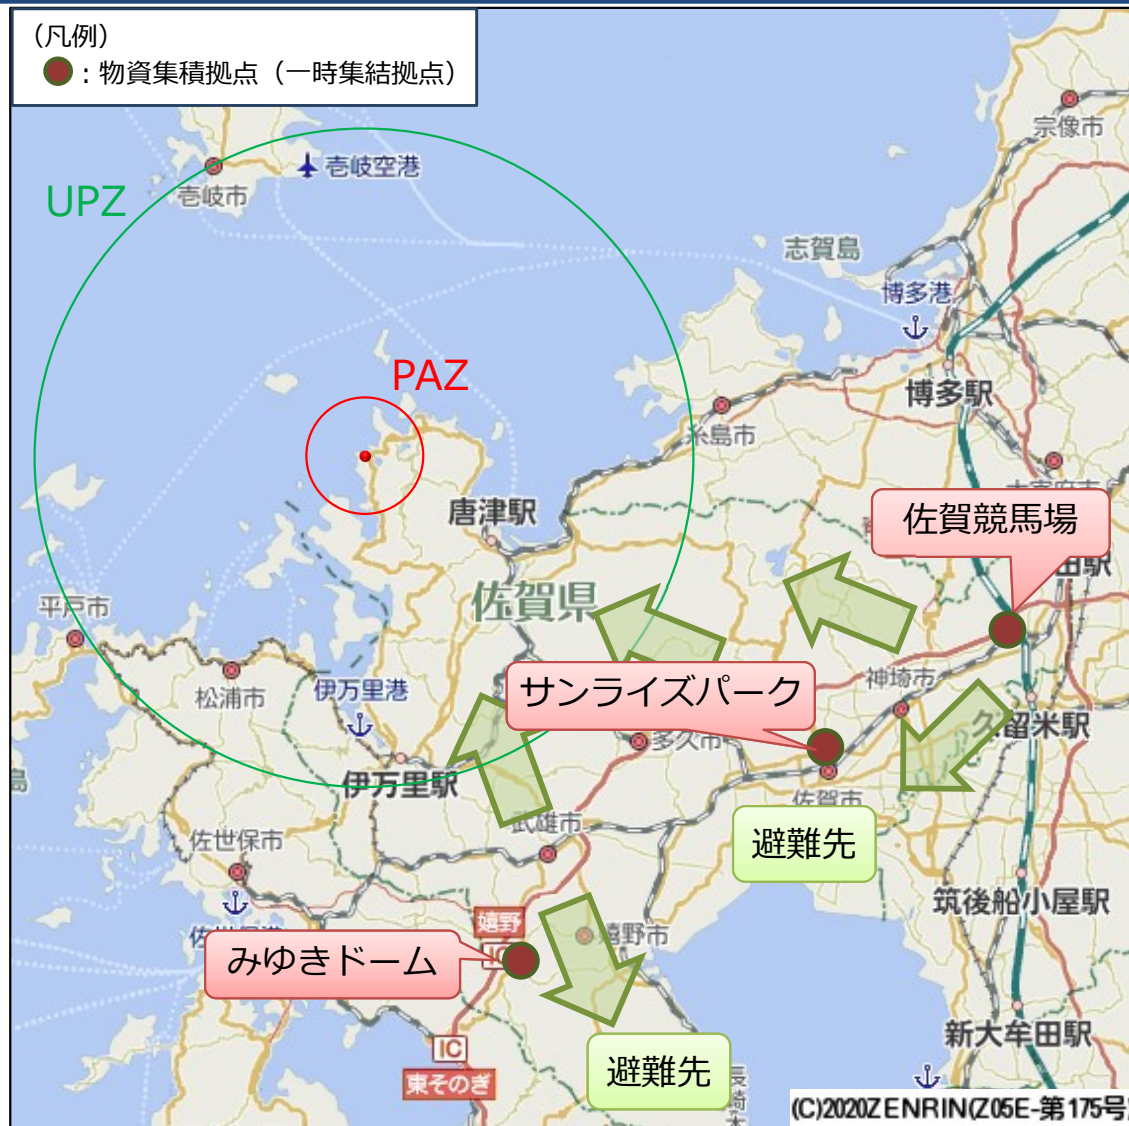 （凡例）
：物資集積拠点（一時集結拠点）
宗像市
壱岐空港
壱岐市
UPZ
志賀島
博多港
PAZ
博多駅
糸島市
佐賀競馬場
唐津駅
田駅
佐賀県
平戸市
松浦市
伊万里港
サンライズパーク
神埼市
久留米駅
多久市
伊万里駅
佐賀市
武雄市
佐世保市
避難先
筑後船小屋駅
嬉野
嬉野市
みゆきドーム
IC
新大牟田駅
東そのぎ
避難先
長崎
(C)2020ZENRIN(Z05E-第175号)